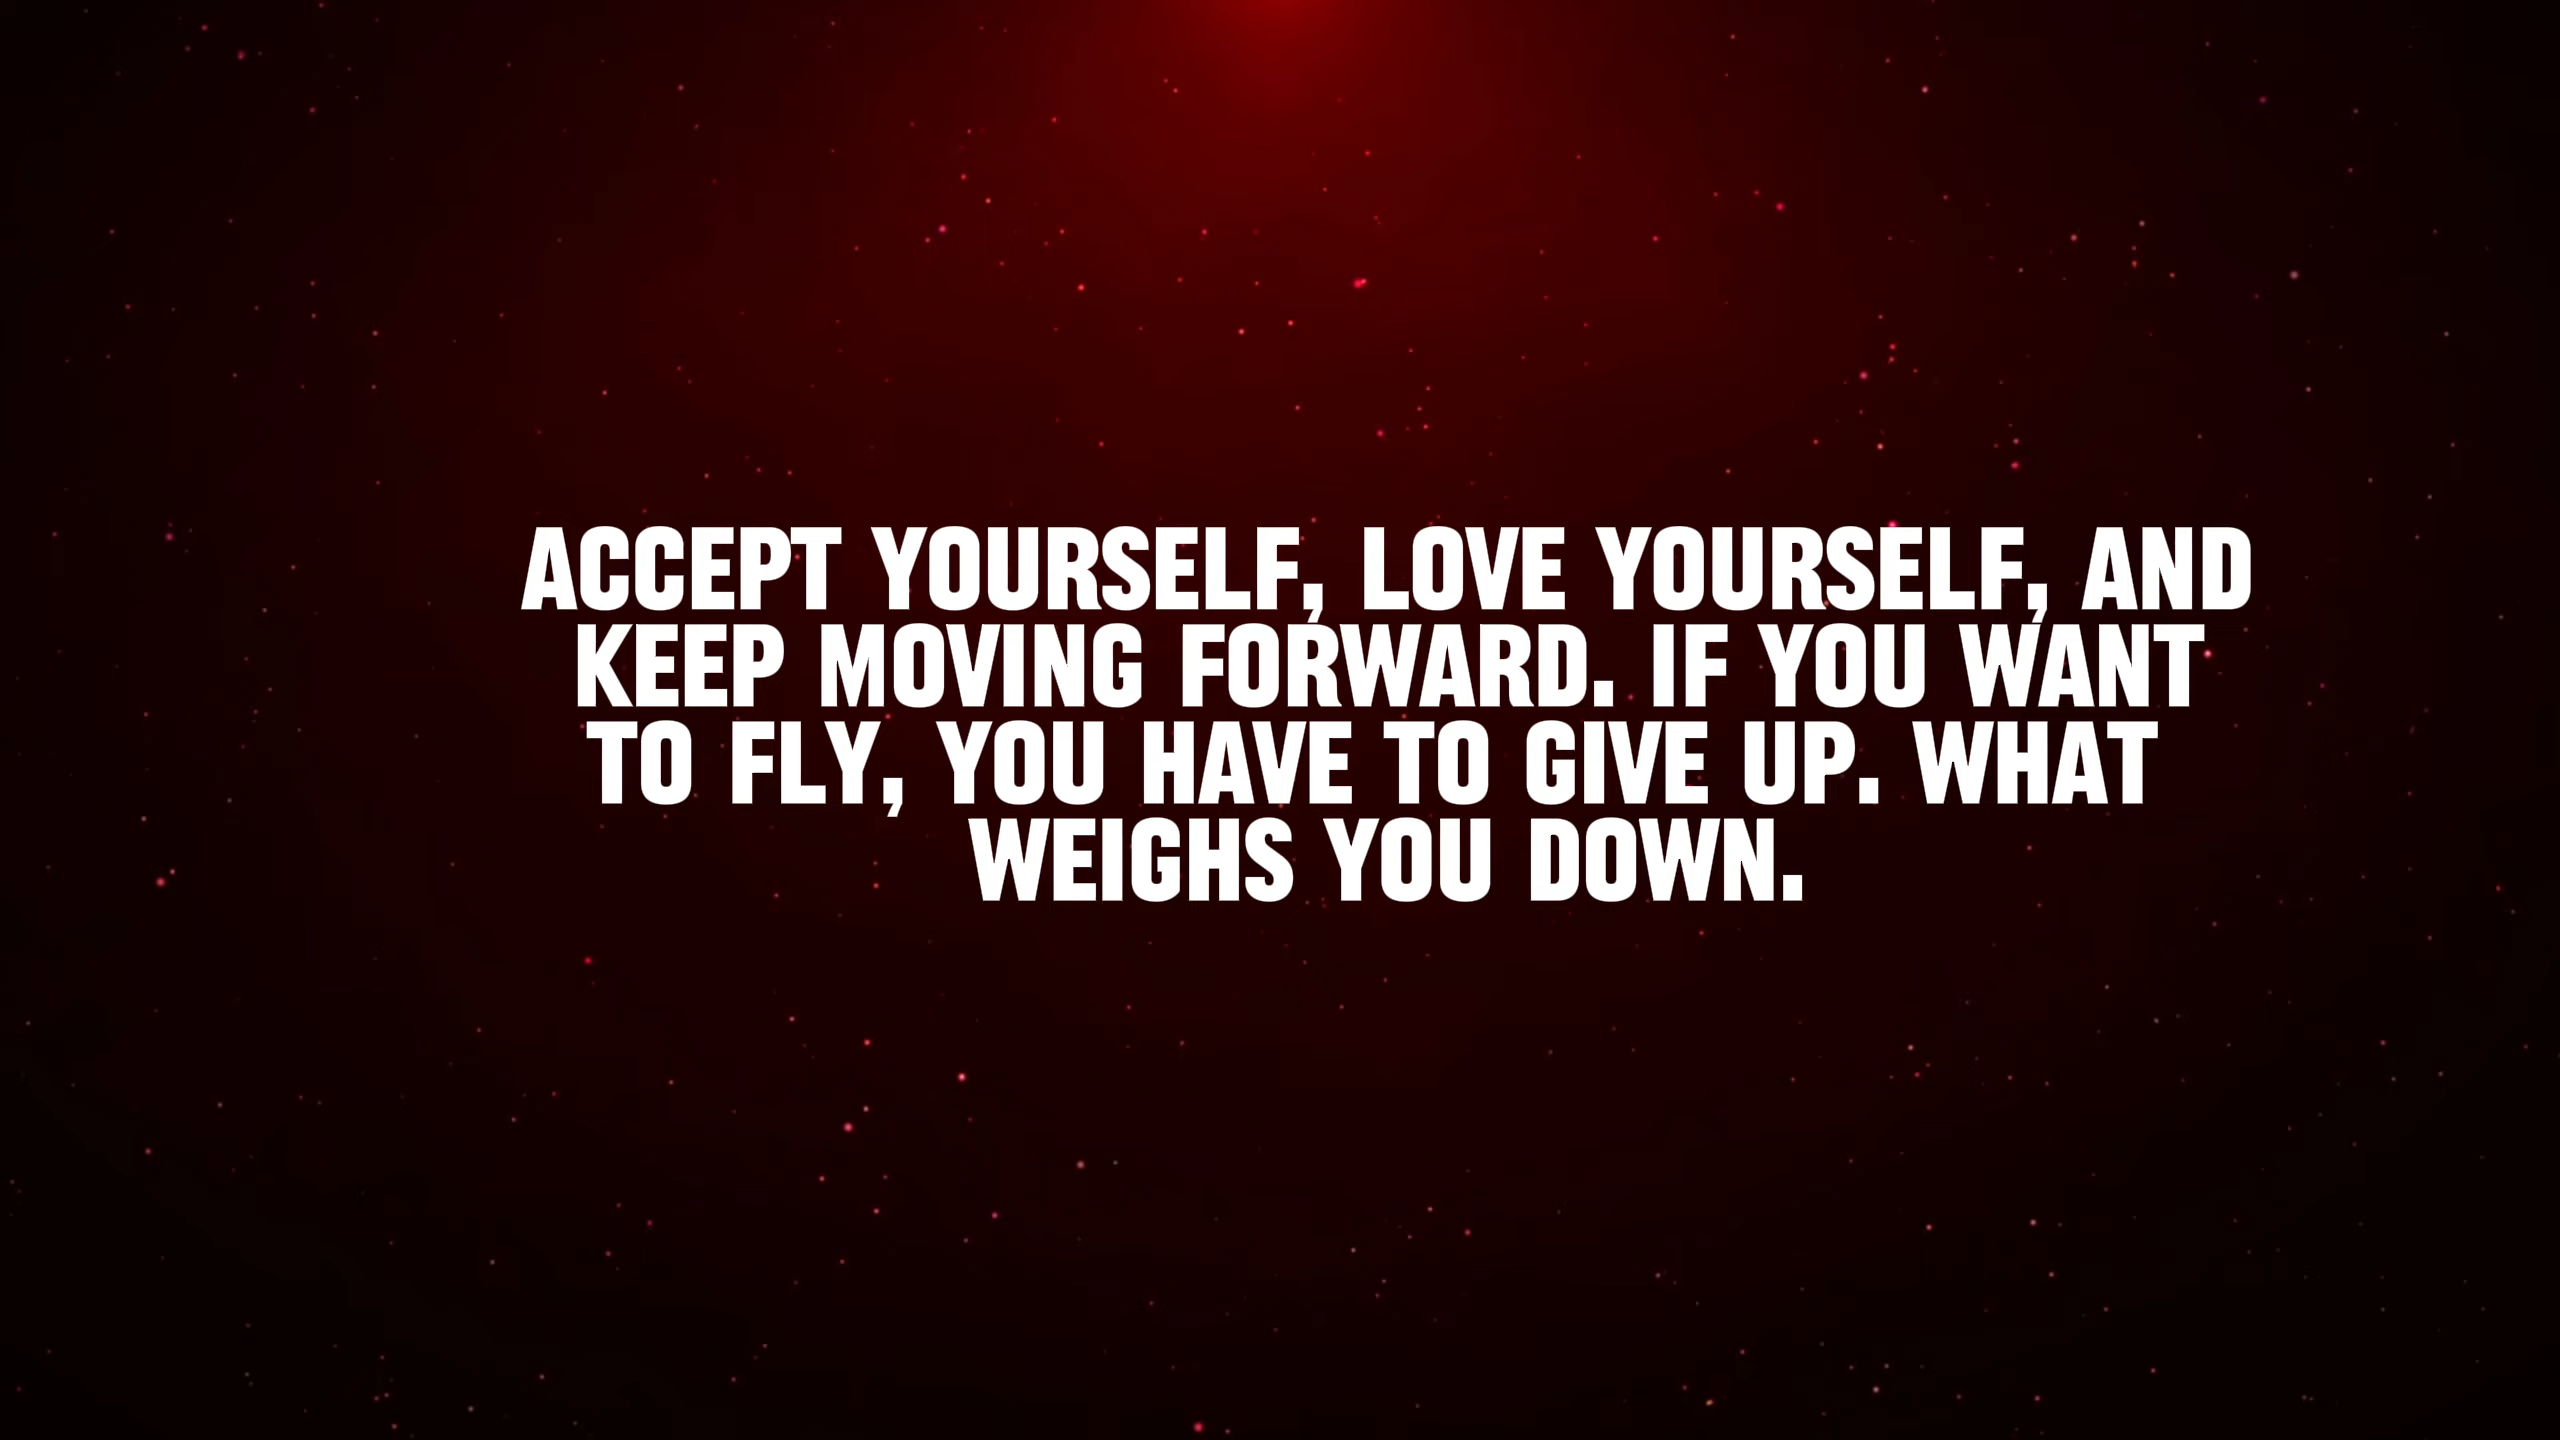 ACCEPT YOURSELF, LOVE YOURSELF, AND
KEEP MOVING FORWARD. IF YOU WANT
TO FLY, YOU HAVE TO GIVE UP. WHAT
WEIGHS YOU DOWN.